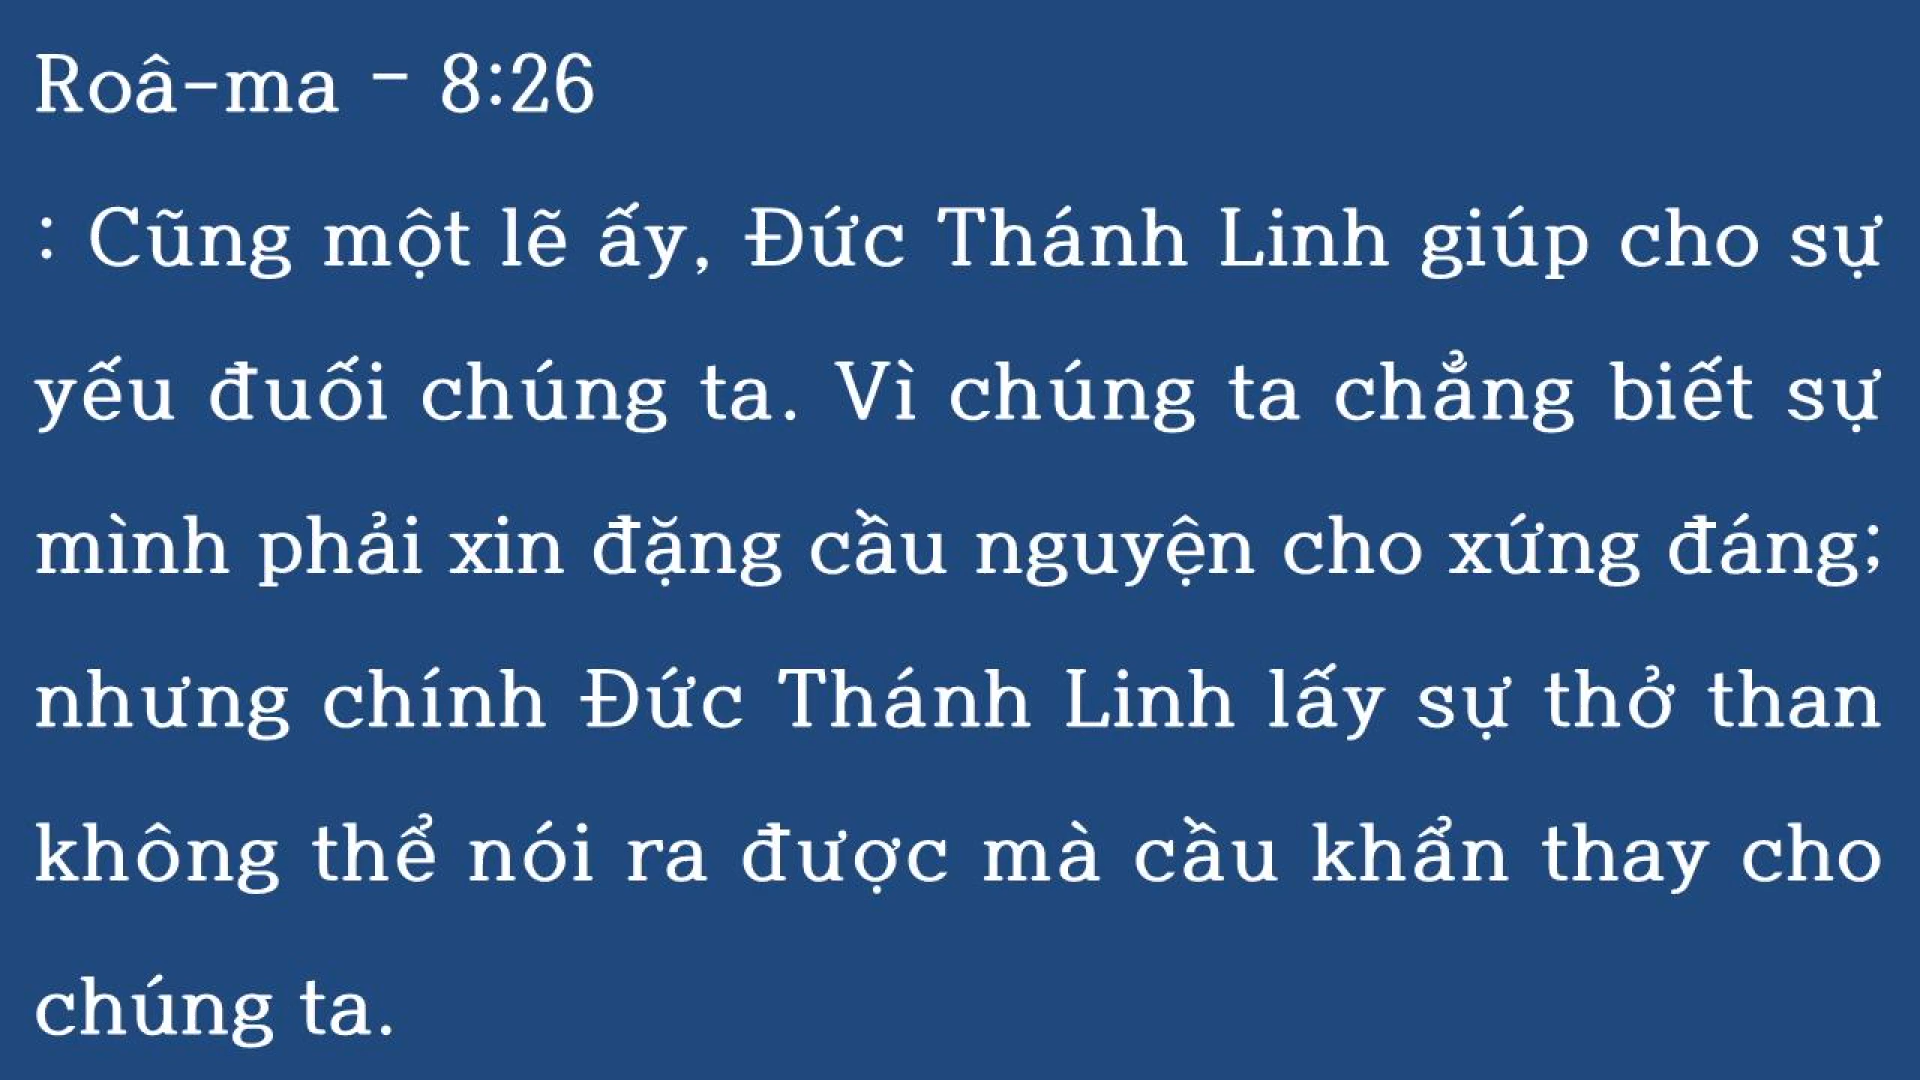 Roâ-ma – 8:26
: Cũng một lẽ ấy, Đức Thánh Linh giúp cho sự
yếu đuối chúng ta. Vì chúng ta chẳng biết sự
mình phải xin đặng cầu nguyện cho xứng đáng;
nhưng chính Đức Thánh Linh lấy sự thở than
không thể nói ra được mà cầu khẩn thay cho
chúng ta.